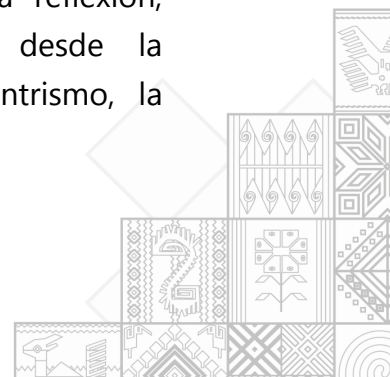 a reflexión,
desde la
ntrismo, la